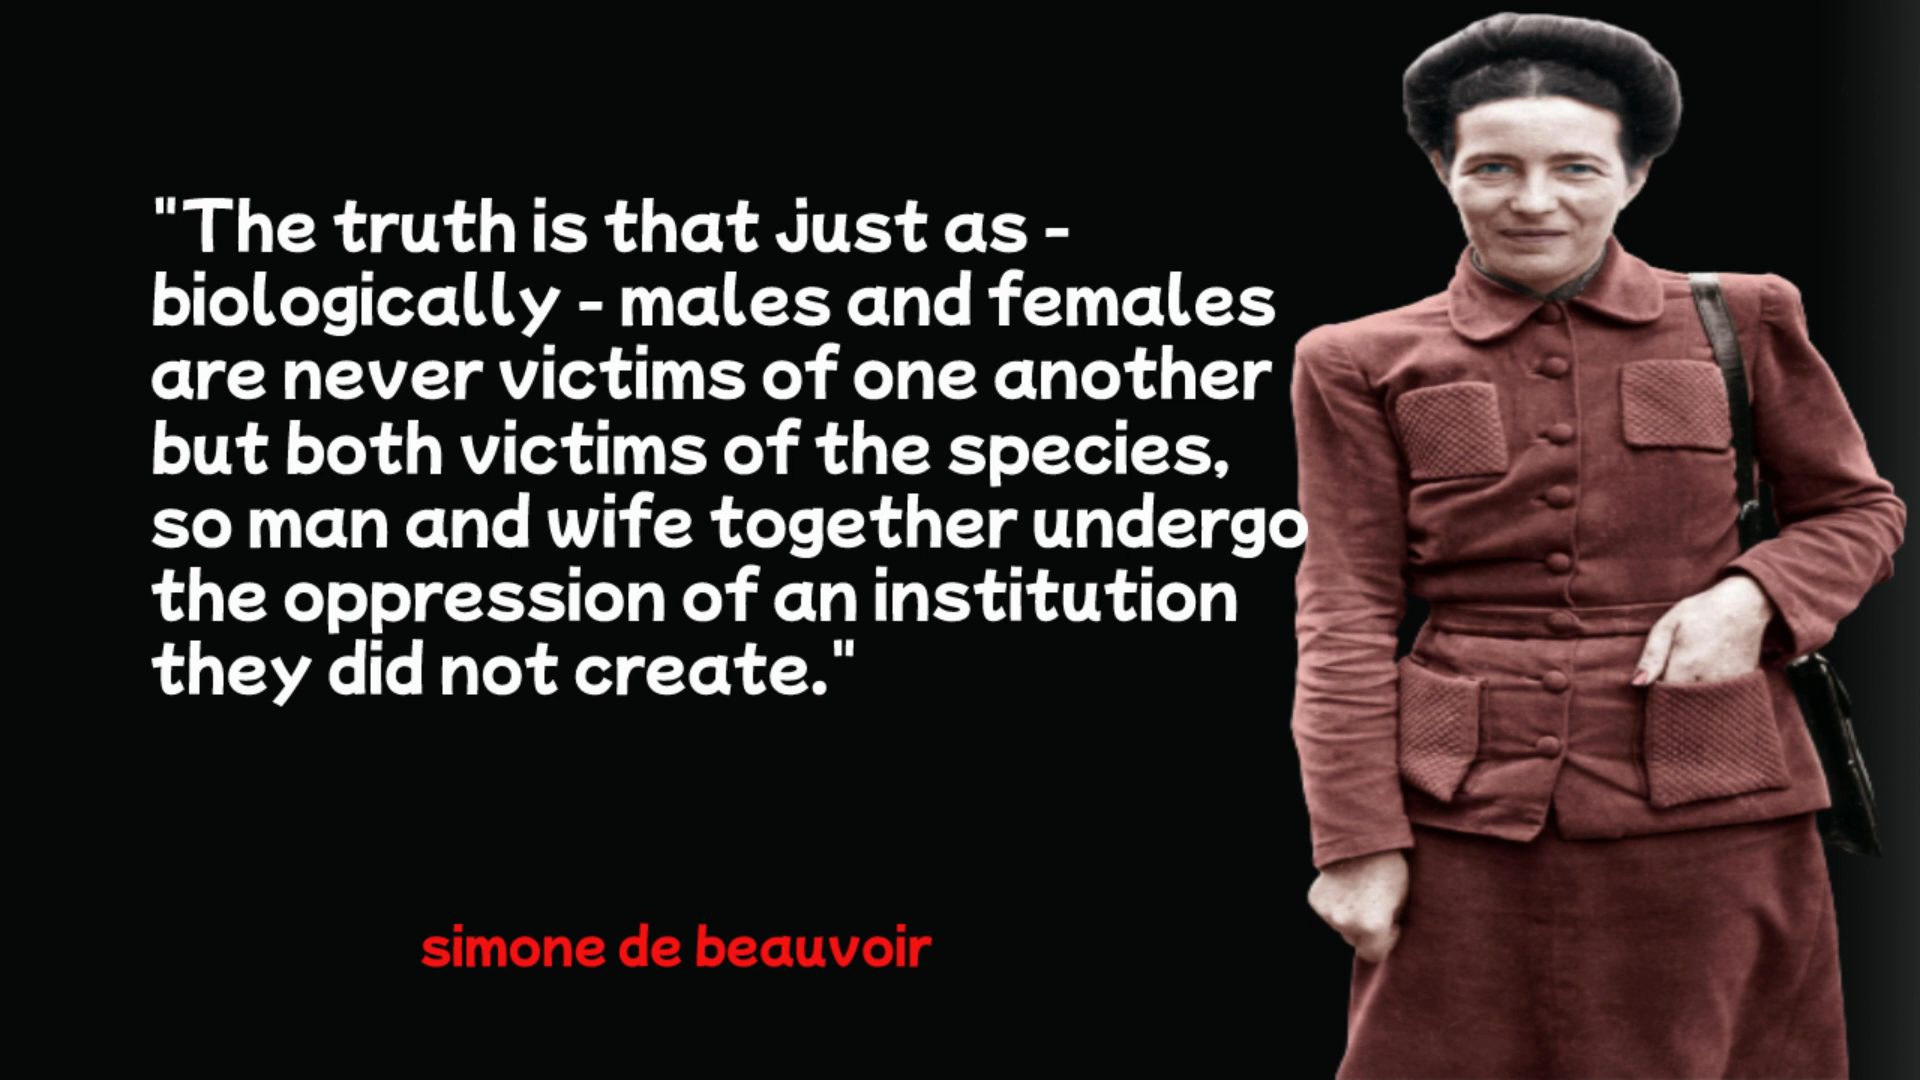 "The truth is that just as -
biologically - males and females
are never victims of one another
but both victims of the species,
so man and wife together undergo
the oppression of an institution
they did not create."
simone de beauvoir